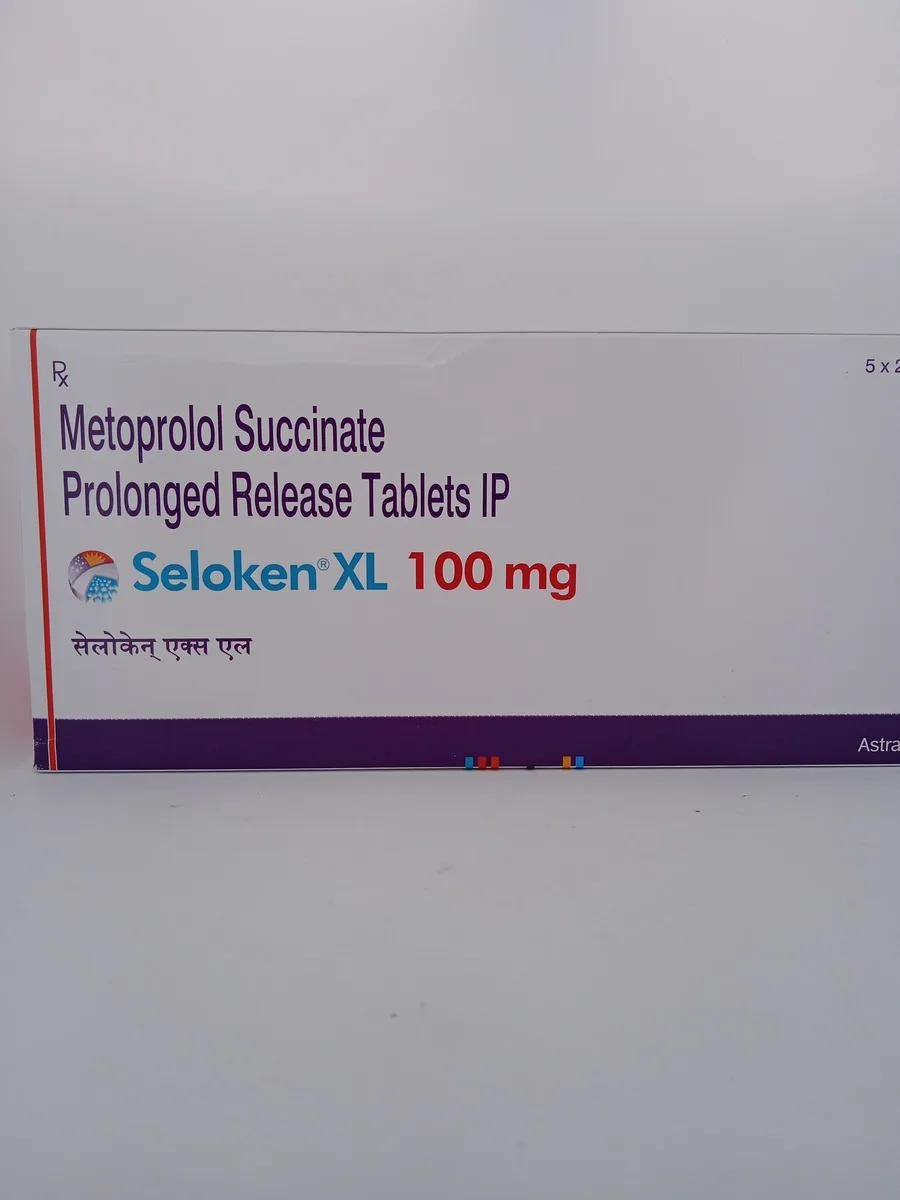 Rx
5 x 2
Metoprolol Succinate
Prolonged Release Tablets IP
Seloken® XL 100 mg
सेलोकेन् एक्स एल
Astra